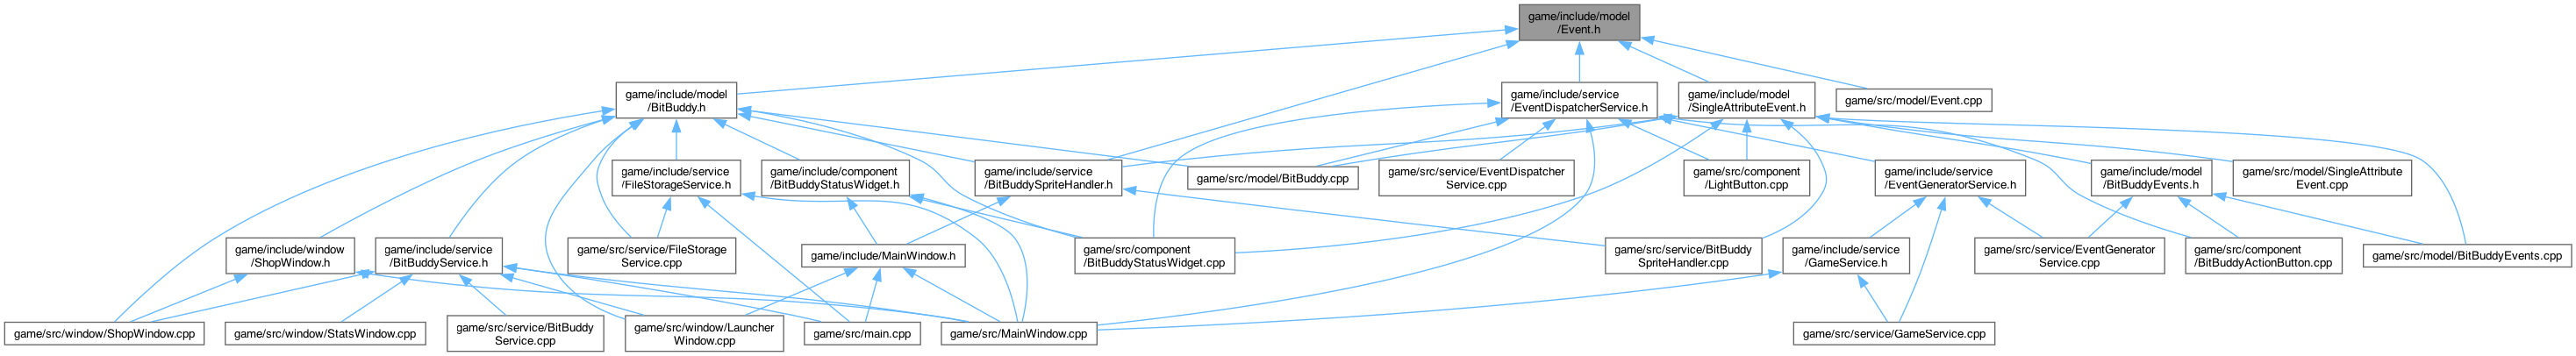 game/include/model
/Event.h
game/include/model
/BitBuddy.h
game/include/service
/EventDispatcherService.h
game/include/model
/SingleAttributeEvent.h
game/src/model/Event.cpp
game/include/service
/FileStorageService.h
game/include/component
/BitBuddyStatusWidget.h
game/include/service
/BitBuddySpriteHandler.h
game/src/model/BitBuddy.cpp
game/src/service/EventDispatcher
Service.cpp
game/src/component
/LightButton.cpp
game/include/service
/EventGeneratorService.h
game/include/model
/BitBuddyEvents.h
game/src/model/SingleAttribute
Event.cpp
game/include/window
/ShopWindow.h
game/include/service
/BitBuddyService.h
game/src/service/FileStorage
Service.cpp
game/include/MainWindow.h
game/src/component
/BitBuddyStatusWidget.cpp
game/src/service/BitBuddy
SpriteHandler.cpp
game/include/service
/GameService.h
game/src/service/EventGenerator
Service.cpp
game/src/component
/BitBuddyActionButton.cpp
game/src/model/BitBuddyEvents.cpp
game/src/window/ShopWindow.cpp
game/src/window/StatsWindow.cpp
game/src/service/BitBuddy
Service.cpp
game/src/window/Launcher
Window.cpp
game/src/main.cpp
game/src/MainWindow.cpp
game/src/service/GameService.cpp